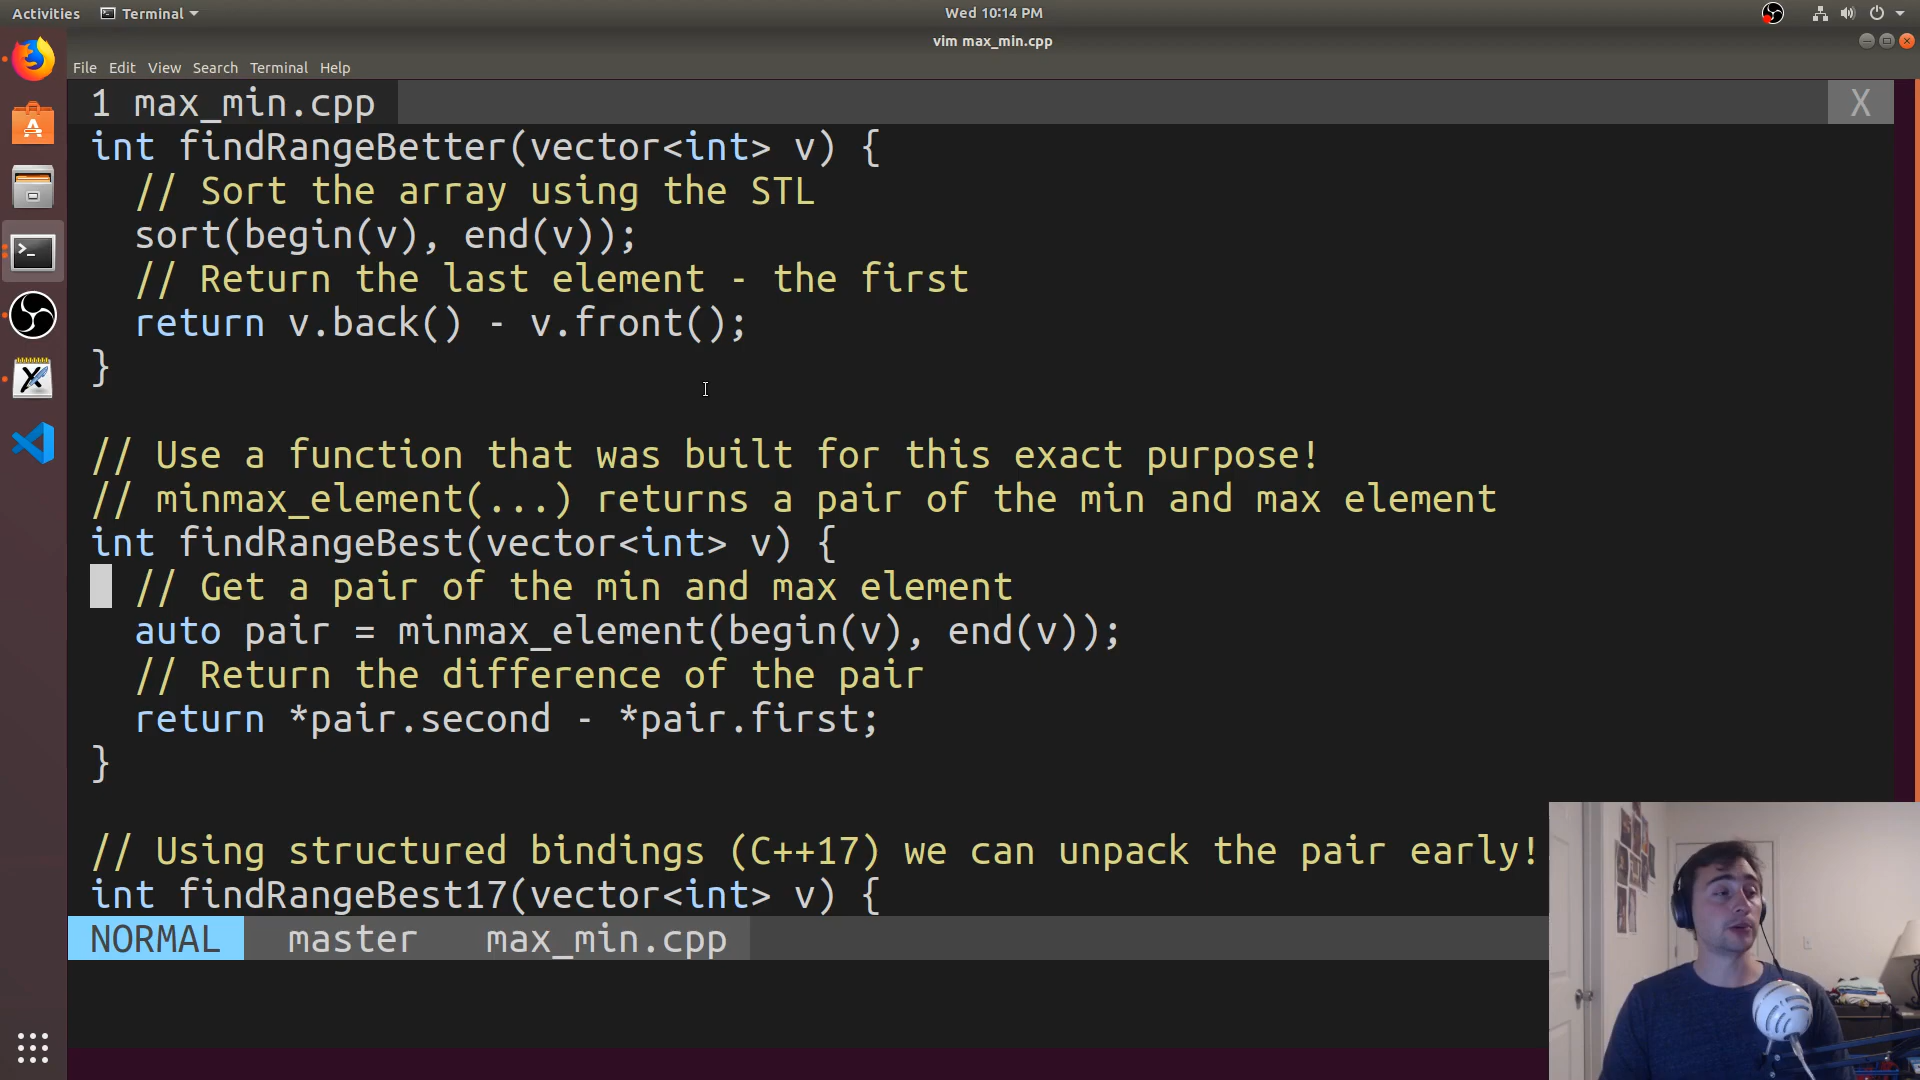 Activities
Terminal
Wed 10:14 PM
vim max_min.cpp
File Edit View Search Terminal Help
1 max_min.cpp
X
int findRangeBetter(vector<int> v) {
  // Sort the array using the STL
  sort(begin(v), end(v));
  // Return the last element - the first
  return v.back() - v.front();
}
// Use a function that was built for this exact purpose!
// minmax_element(...) returns a pair of the min and max element
int findRangeBest(vector<int> v) {
  // Get a pair of the min and max element
  auto pair = minmax_element(begin(v), end(v));
  // Return the difference of the pair
  return *pair.second - *pair.first;
}
// Using structured bindings (C++17) we can unpack the pair early!
int findRangeBest17(vector<int> v) {
NORMAL master max_min.cpp